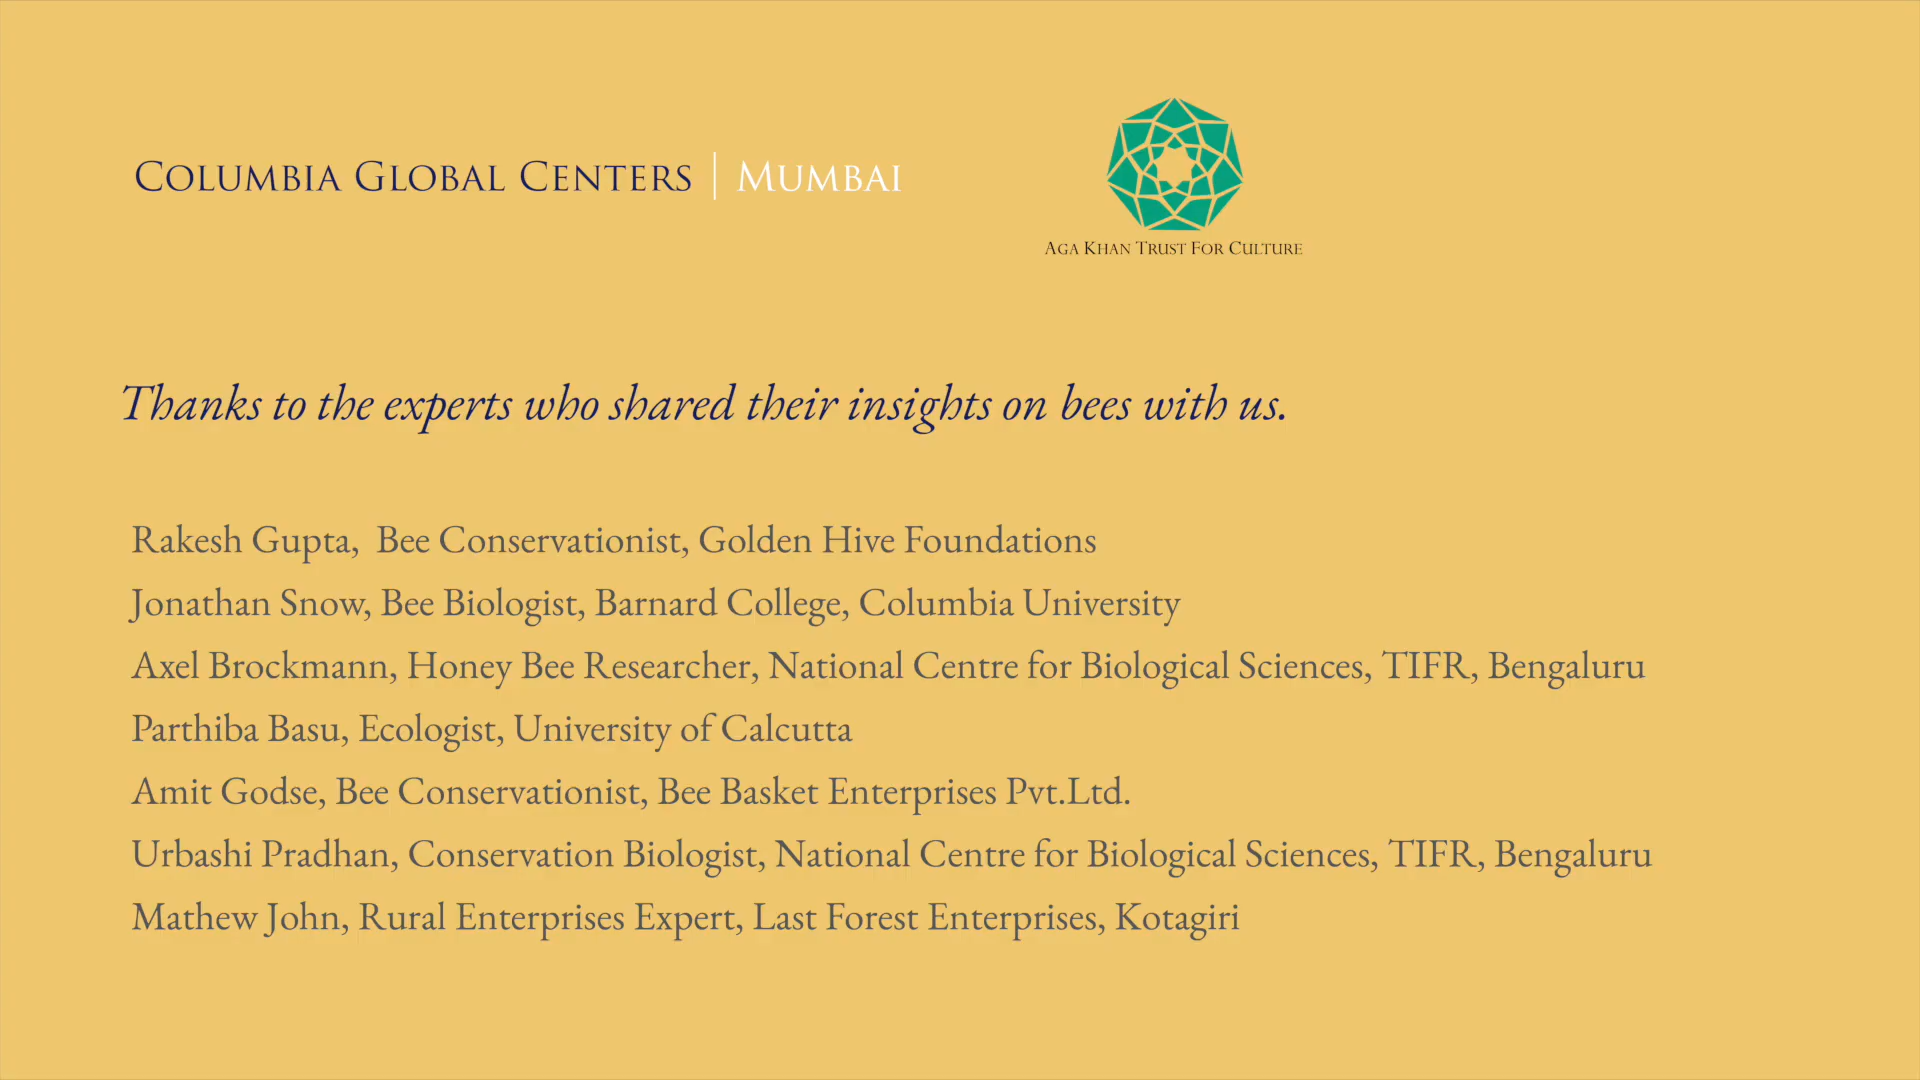 Columbia Global Centers | Mumbai
Aga Khan Trust For Culture
Thanks to the experts who shared their insights on bees with us.
Rakesh Gupta,  Bee Conservationist, Golden Hive Foundations
Jonathan Snow, Bee Biologist, Barnard College, Columbia University
Axel Brockmann, Honey Bee Researcher, National Centre for Biological Sciences, TIFR, Bengaluru
Parthiba Basu, Ecologist, University of Calcutta
Amit Godse, Bee Conservationist, Bee Basket Enterprises Pvt.Ltd.
Urbashi Pradhan, Conservation Biologist, National Centre for Biological Sciences, TIFR, Bengaluru
Mathew John, Rural Enterprises Expert, Last Forest Enterprises, Kotagiri